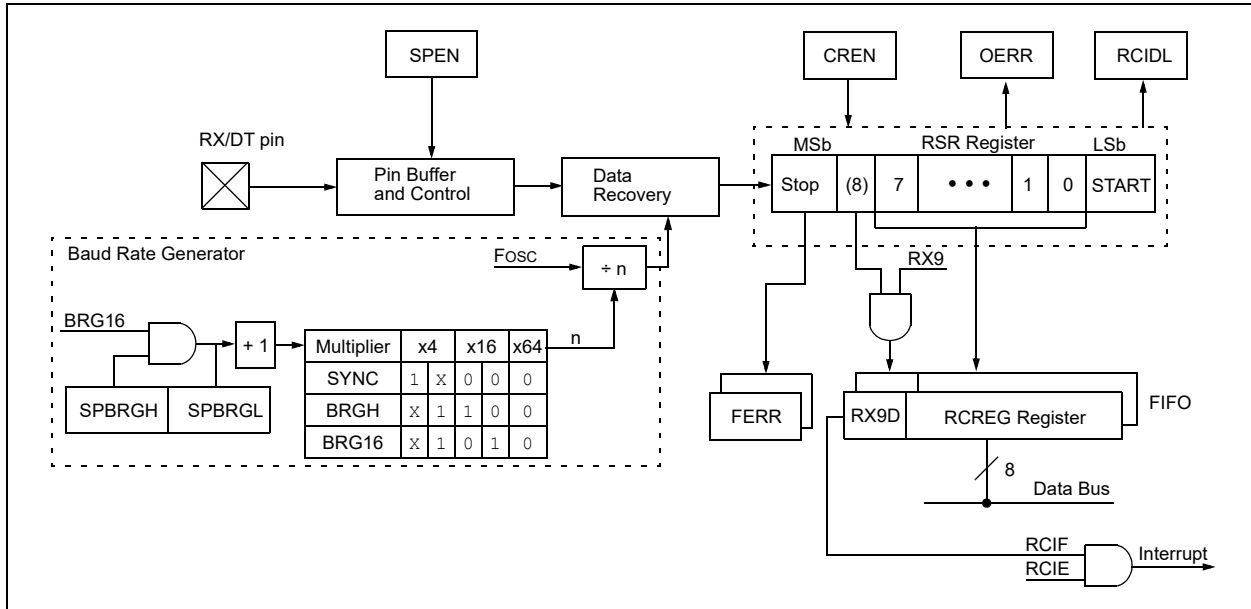 SPEN
CREN
OERR
RCIDL
RX/DT pin
Pin Buffer
and Control
Data
Recovery
MSb
RSR Register
LSb
Stop (8) 7 • • • 1 0 START
Baud Rate Generator
FOSC
÷ n
RX9
BRG16
+ 1
n
Multiplier x4 x16 x64
SYNC 1 X 0 0 0
BRGH X 1 1 0 0
BRG16 X 1 0 1 0
SPBRGH SPBRGL
FERR
RX9D RCREG Register
FIFO
8
Data Bus
RCIF
RCIE
Interrupt